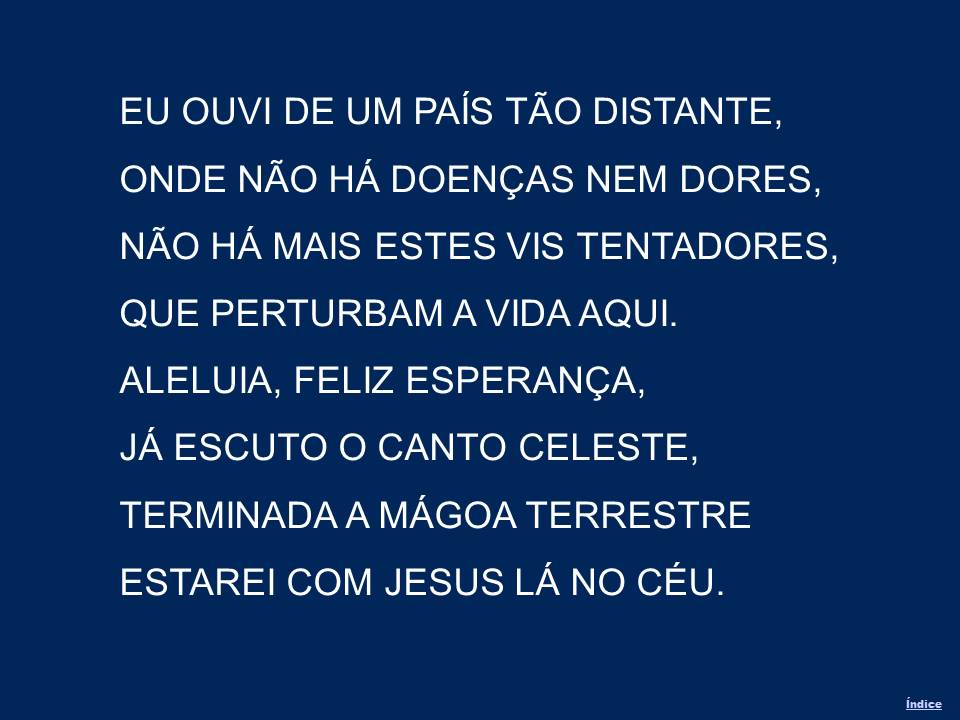 EU OUVI DE UM PAÍS TÃO DISTANTE,
ONDE NÃO HÁ DOENÇAS NEM DORES,
NÃO HÁ MAIS ESTES VIS TENTADORES,
QUE PERTURBAM A VIDA AQUI.
ALELUIA, FELIZ ESPERANÇA,
JÁ ESCUTO O CANTO CELESTE,
TERMINADA A MÁGOA TERRESTRE
ESTAREI COM JESUS LÁ NO CÉU.
Índice